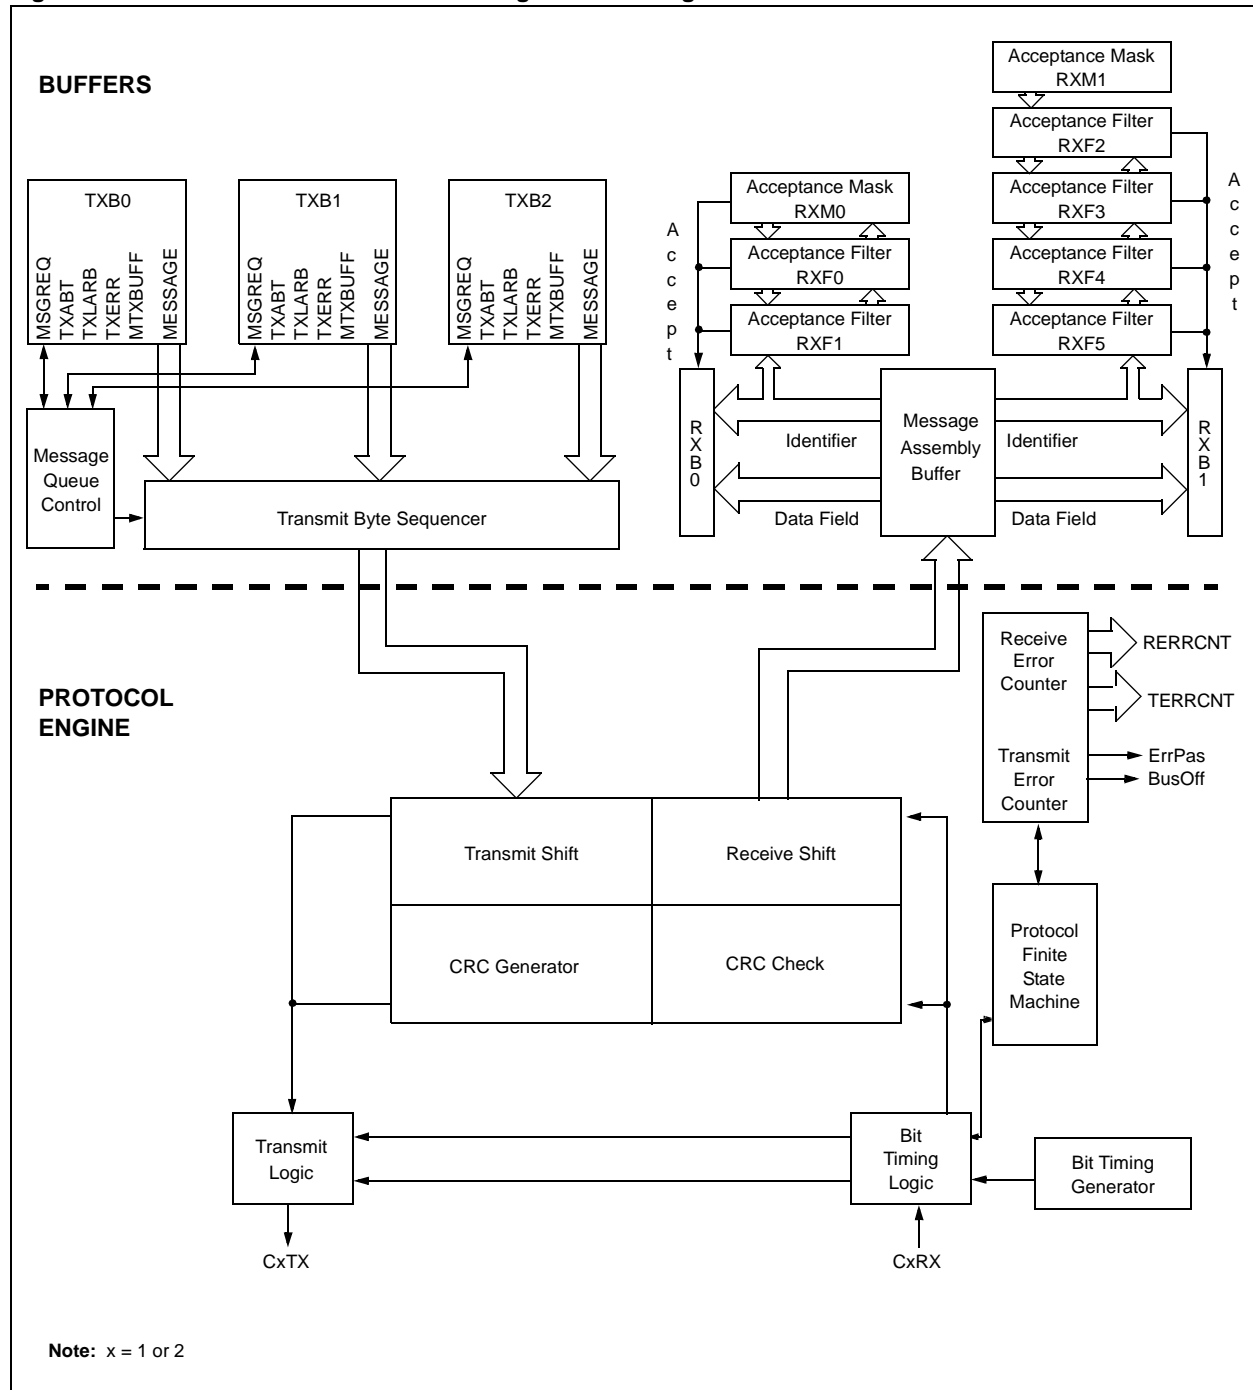 BUFFERS
Acceptance Mask
RXM1
Acceptance Filter
RXF2
Acceptance Filter
RXF3
Acceptance Filter
RXF4
Acceptance Filter
RXF5
Accept
Acceptance Mask
RXM0
Acceptance Filter
RXF0
Acceptance Filter
RXF1
Accept
TXB0
MSGREQ
TXABT
TXLARB
TXERR
MTXBUFF
MESSAGE
TXB1
MSGREQ
TXABT
TXLARB
TXERR
MTXBUFF
MESSAGE
TXB2
MSGREQ
TXABT
TXLARB
TXERR
MTXBUFF
MESSAGE
Message
Queue
Control
Transmit Byte Sequencer
RXB0
Identifier
Data Field
Message
Assembly
Buffer
Identifier
Data Field
RXB1
PROTOCOL
ENGINE
Receive
Error
Counter
RERRCNT
TERRCNT
Transmit
Error
Counter
ErrPas
BusOff
Transmit Shift
Receive Shift
CRC Generator
CRC Check
Protocol
Finite
State
Machine
Transmit
Logic
Bit
Timing
Logic
Bit Timing
Generator
CxTX
CxRX
Note: x = 1 or 2